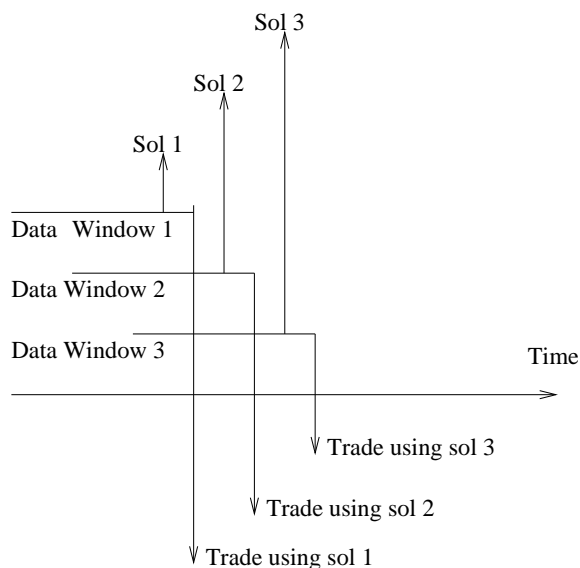 Sol 3
Sol 2
Sol 1
Data Window 1
Data Window 2
Data Window 3
Time
Trade using sol 3
Trade using sol 2
Trade using sol 1